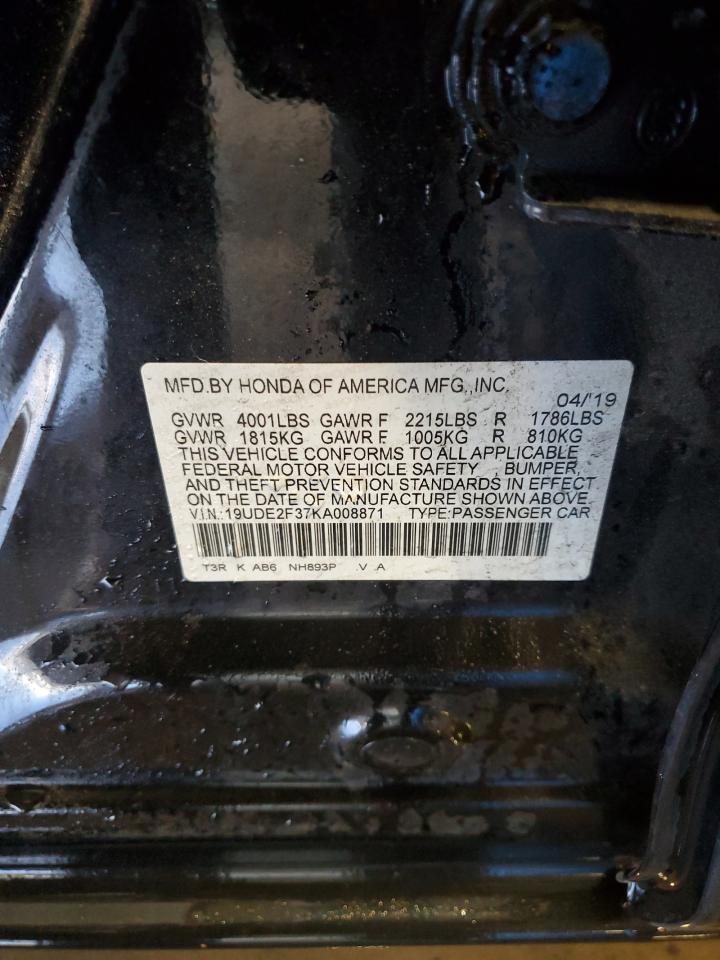 MFD.BY HONDA OF AMERICA MFG.,INC.
04/'19
GVWR 4001LBS GAWR F 2215LBS R 1786LBS
GVWR 1815KG GAWR F 1005KG R 810KG
THIS VEHICLE CONFORMS TO ALL APPLICABLE
FEDERAL MOTOR VEHICLE SAFETY , BUMPER,
AND THEFT PREVENTION STANDARDS IN EFFECT
ON THE DATE OF MANUFACTURE SHOWN ABOVE.
V.I.N.:19UDE2F37KA008871 TYPE:PASSENGER CAR
T3R K AB6 NH893P .V .A